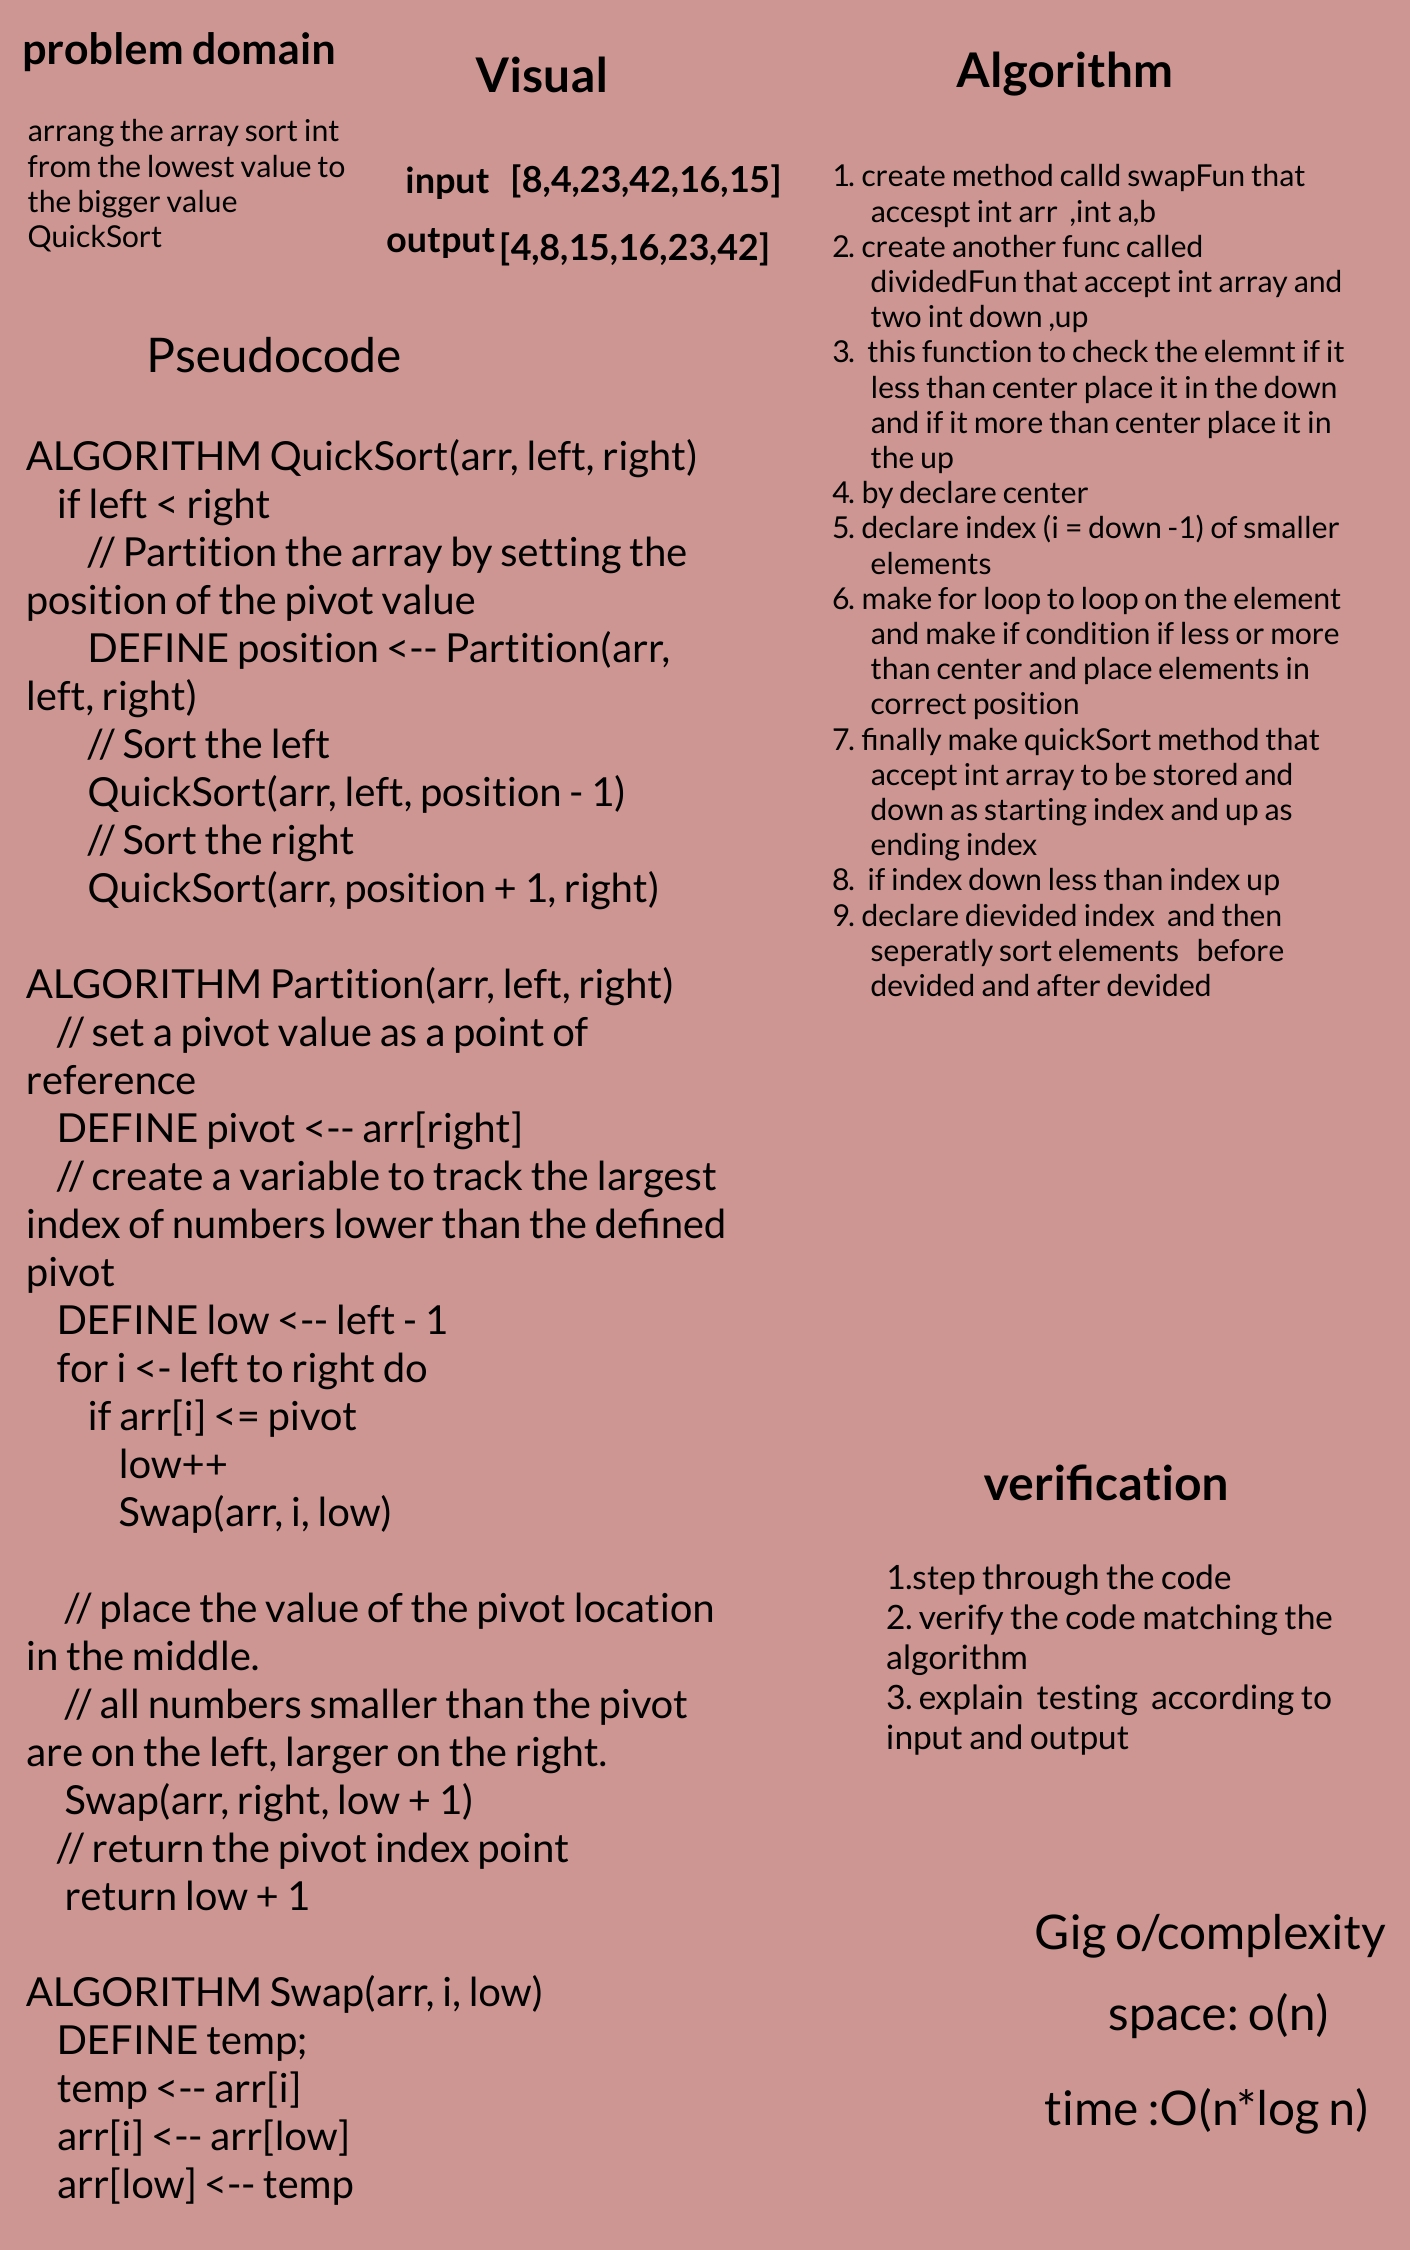 problem domain
arrang the array sort int
from the lowest value to
the bigger value
QuickSort
Visual
input [8,4,23,42,16,15]
output [4,8,15,16,23,42]
Pseudocode
ALGORITHM QuickSort(arr, left, right)
if left < right
// Partition the array by setting the
position of the pivot value
DEFINE position <-- Partition(arr,
left, right)
// Sort the left
QuickSort(arr, left, position - 1)
// Sort the right
QuickSort(arr, position + 1, right)
ALGORITHM Partition(arr, left, right)
// set a pivot value as a point of
reference
DEFINE pivot <-- arr[right]
// create a variable to track the largest
index of numbers lower than the defined
pivot
DEFINE low <-- left - 1
for i <- left to right do
if arr[i] <= pivot
low++
Swap(arr, i, low)
// place the value of the pivot location
in the middle.
// all numbers smaller than the pivot
are on the left, larger on the right.
Swap(arr, right, low + 1)
// return the pivot index point
return low + 1
ALGORITHM Swap(arr, i, low)
DEFINE temp;
temp <-- arr[i]
arr[i] <-- arr[low]
arr[low] <-- temp
Algorithm
1. create method calld swapFun that
accespt int arr ,int a,b
2. create another func called
dividedFun that accept int array and
two int down ,up
3. this function to check the elemnt if it
less than center place it in the down
and if it more than center place it in
the up
4. by declare center
5. declare index (i = down -1) of smaller
elements
6. make for loop to loop on the element
and make if condition if less or more
than center and place elements in
correct position
7. finally make quickSort method that
accept int array to be stored and
down as starting index and up as
ending index
8. if index down less than index up
9. declare dievided index and then
seperatly sort elements before
devided and after devided
verification
1.step through the code
2. verify the code matching the
algorithm
3. explain testing according to
input and output
Gig o/complexity
space: o(n)
time :O(n*log n)